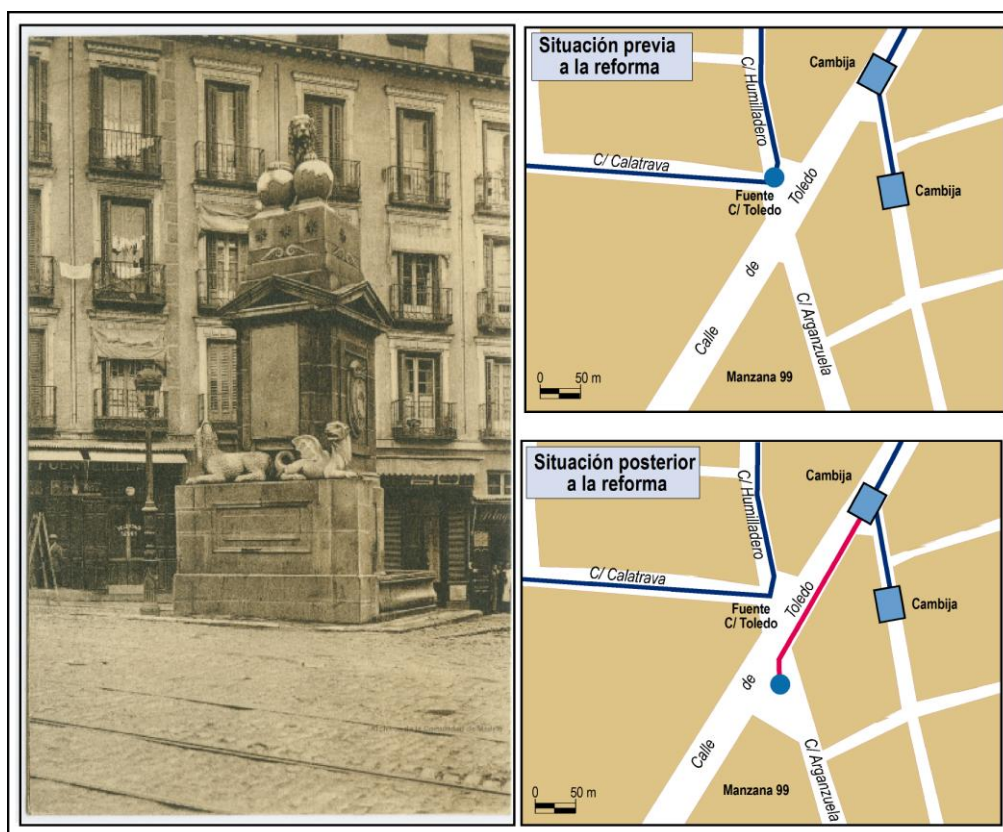 FUENTECILLA
Situación previa
a la reforma
Cambija
C/ Humilladero
C/ Calatrava
Toledo
Fuente
C/ Toledo
Cambija
de
Calle
C/ Arganzuela
Manzana 99
0 50 m
Situación posterior
a la reforma
Cambija
C/ Humilladero
C/ Calatrava
Toledo
Fuente
C/ Toledo
Cambija
de
Calle
C/ Arganzuela
Manzana 99
0 50 m